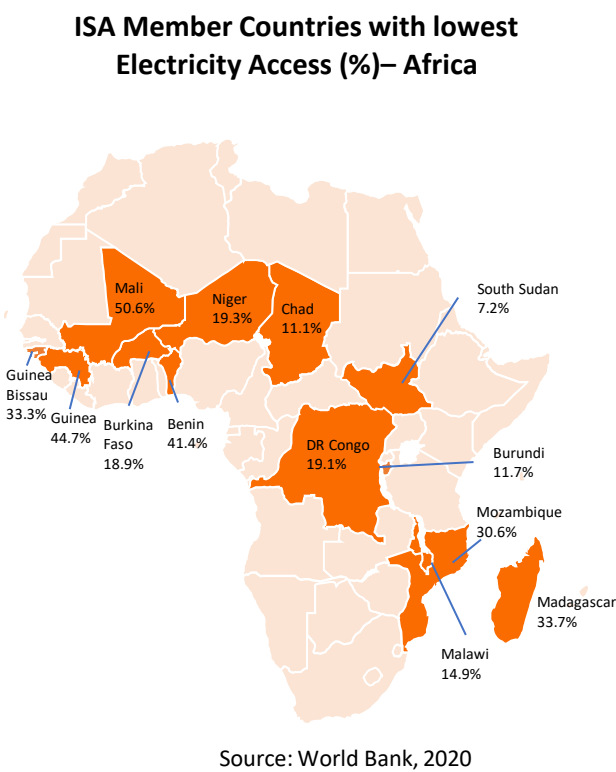 ISA Member Countries with lowest
Electricity Access (%)– Africa
Mali
50.6%
Niger
19.3%
Chad
11.1%
South Sudan
7.2%
Guinea
Bissau
33.3%
Guinea
44.7%
Burkina
Faso
18.9%
Benin
41.4%
DR Congo
19.1%
Burundi
11.7%
Mozambique
30.6%
Madagascar
33.7%
Malawi
14.9%
Source: World Bank, 2020